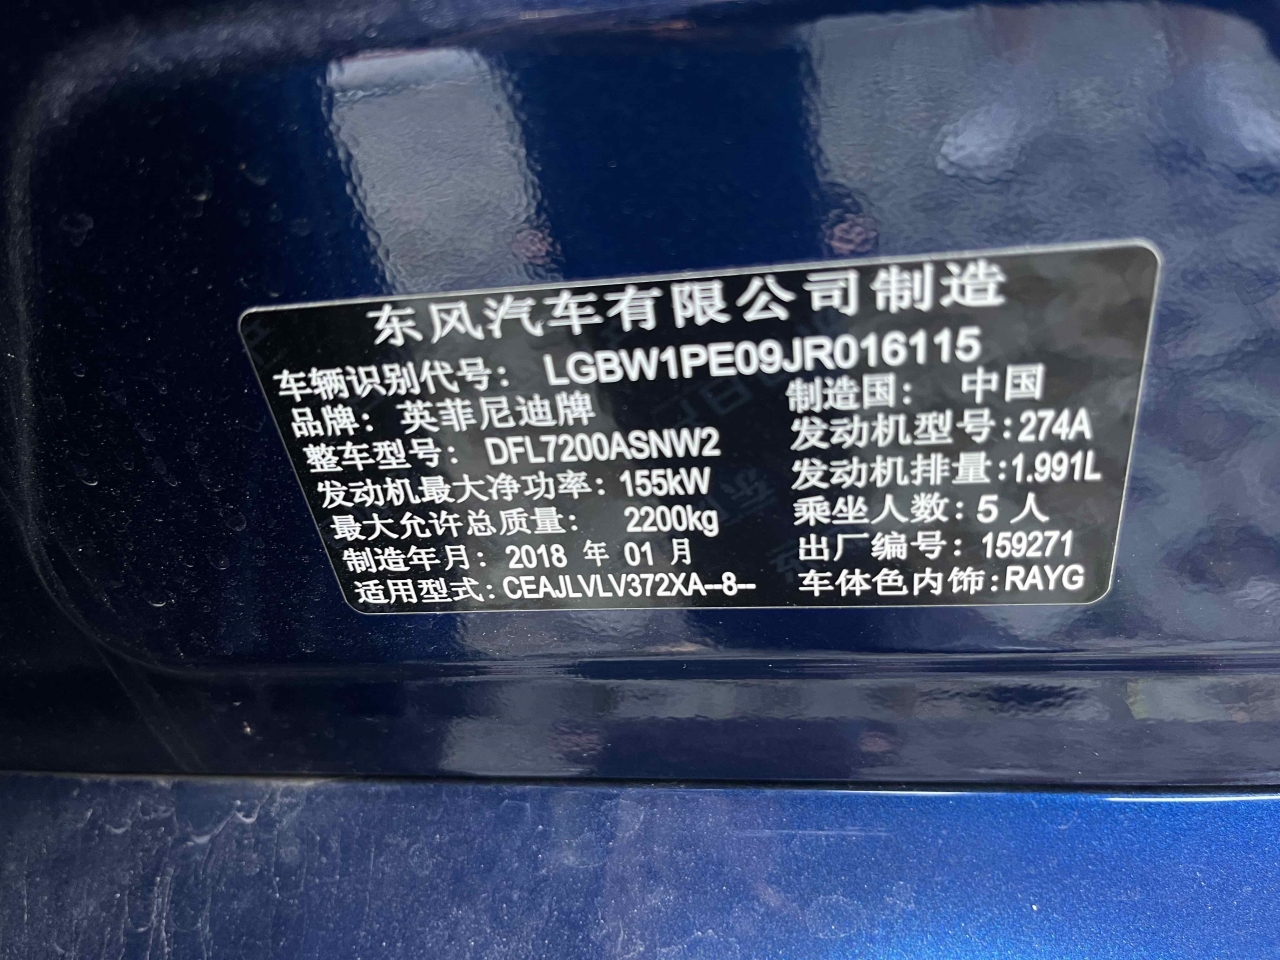 东风汽车有限公司制造
车辆识别代号: LGBW1PE09JR016115
品牌: 英菲尼迪牌 制造国: 中国
整车型号: DFL7200ASNW2 发动机型号:274A
发动机最大净功率: 155kW 发动机排量:1.991L
最大允许总质量: 2200kg 乘坐人数: 5 人
制造年月: 2018 年 01 月 出厂编号: 159271
适用型式: CEAJLVLV372XA--8-- 车体色内饰:RAYG